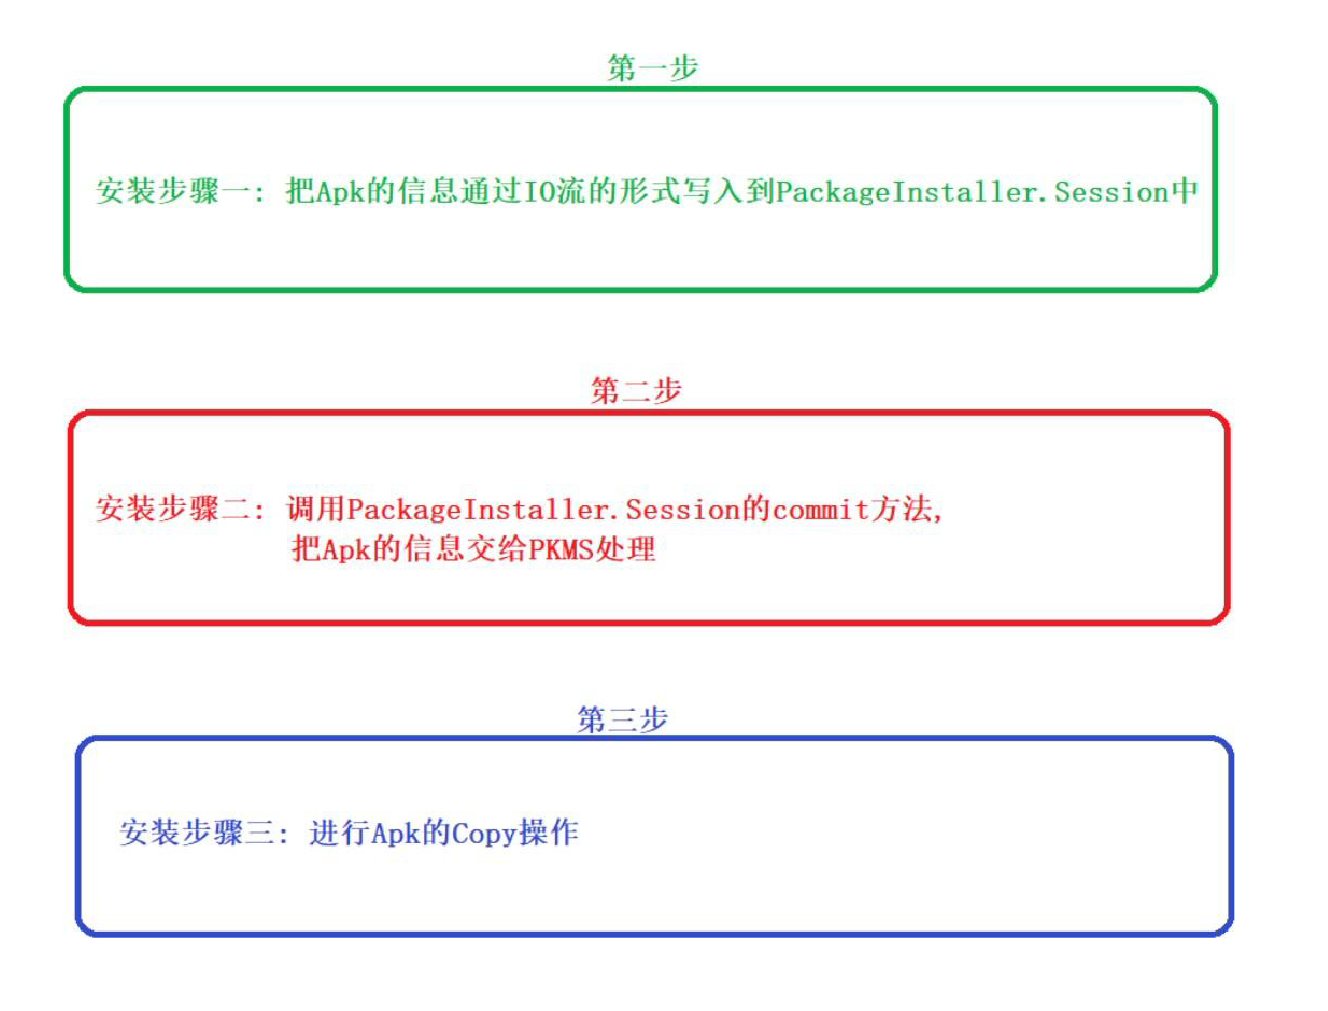 第一步
安装步骤一: 把Apk的信息通过IO流的形式写入到PackageInstaller.Session中
第二步
安装步骤二: 调用PackageInstaller.Session的commit方法,
把Apk的信息交给PKMS处理
第三步
安装步骤三: 进行Apk的Copy操作